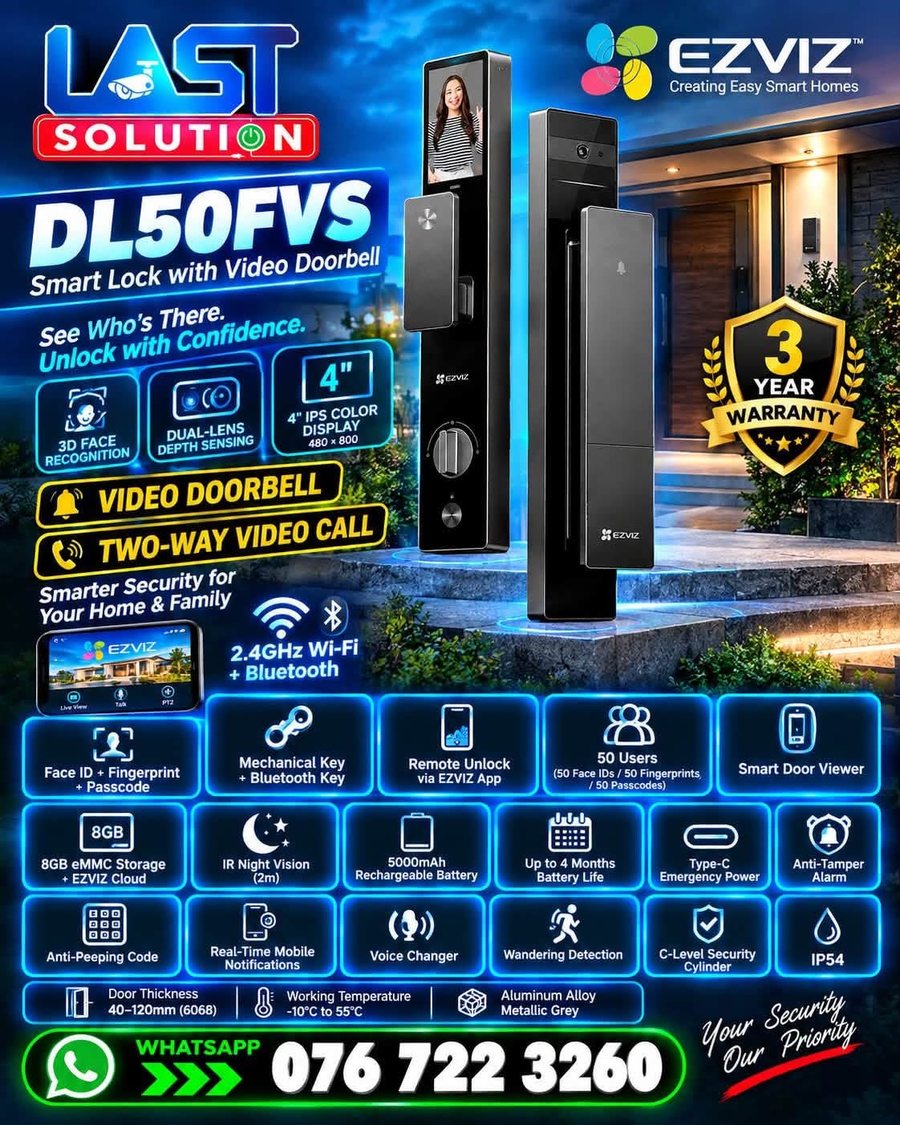 LAST
SOLUTION
EZVIZ™
Creating Easy Smart Homes
DL50FVS
Smart Lock with Video Doorbell
See Who's There.
Unlock with Confidence.
3D FACE
RECOGNITION
DUAL-LENS
DEPTH SENSING
4"
4" IPS COLOR
DISPLAY
480 × 800
VIDEO DOORBELL
TWO-WAY VIDEO CALL
Smarter Security for
Your Home & Family
EZVIZ
Live View
Talk
PTZ
2.4GHz Wi-Fi
+ Bluetooth
EZVIZ
EZVIZ
3
YEAR
WARRANTY
Face ID + Fingerprint
+ Passcode
Mechanical Key
+ Bluetooth Key
Remote Unlock
via EZVIZ App
50 Users
(50 Face IDs / 50 Fingerprints
/ 50 Passcodes)
Smart Door Viewer
8GB
8GB eMMC Storage
+ EZVIZ Cloud
IR Night Vision
(2m)
5000mAh
Rechargeable Battery
Up to 4 Months
Battery Life
Type-C
Emergency Power
Anti-Tamper
Alarm
Anti-Peeping Code
Real-Time Mobile
Notifications
Voice Changer
Wandering Detection
C-Level Security
Cylinder
IP54
Door Thickness
40–120mm (6068)
Working Temperature
-10°C to 55°C
Aluminum Alloy
Metallic Grey
WHATSAPP
076 722 3260
Your Security
Our Priority